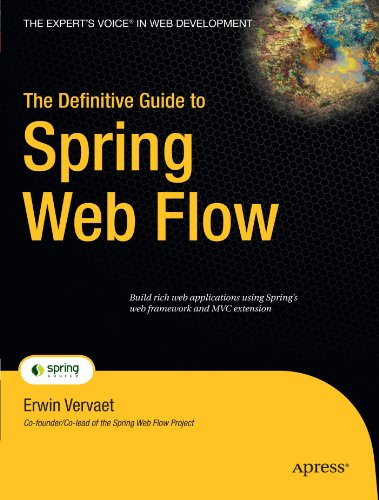 THE EXPERT'S VOICE® IN WEB DEVELOPMENT
The Definitive Guide to
Spring
Web Flow
Build rich web applications using Spring's
web framework and MVC extension
spring
source
Erwin Vervaet
Co-founder/Co-lead of the Spring Web Flow Project
Apress®